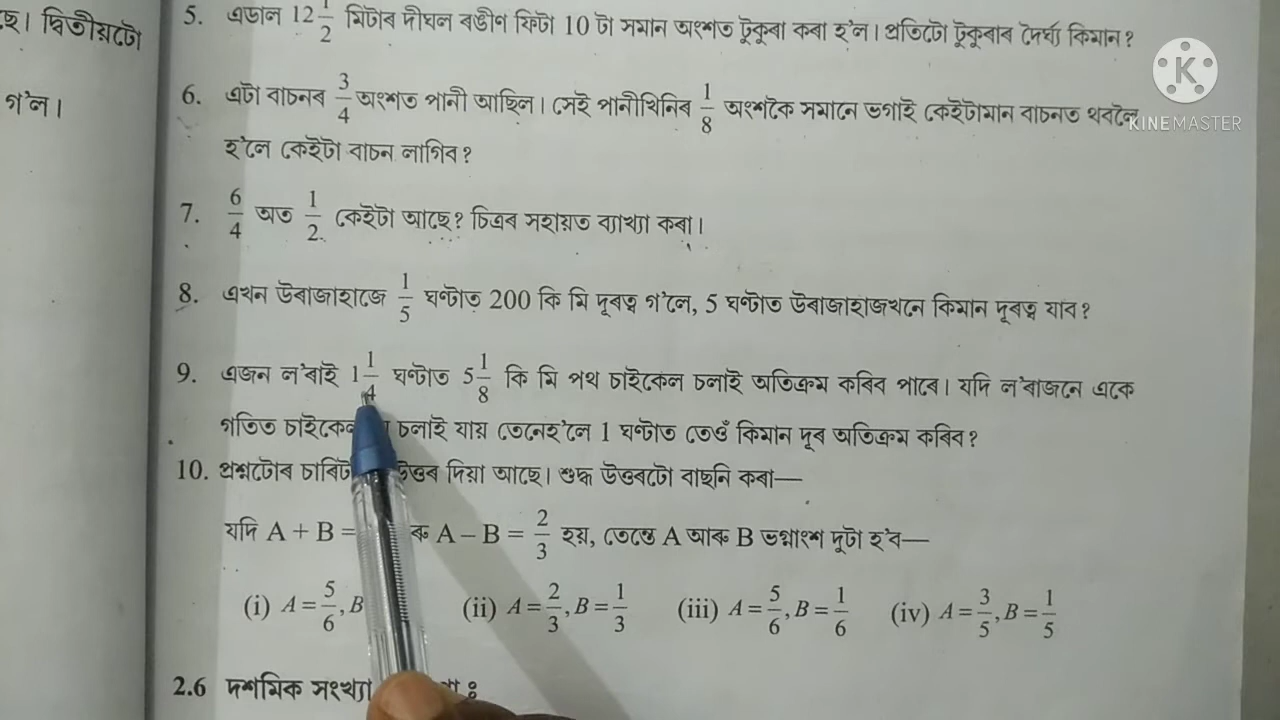 ছে। দ্বিতীয়টো
গ'ল।
5. এডাল 12 1/2 মিটাৰ দীঘল ৰঙীণ ফিটা 10 টা সমান অংশত টুকুৰা কৰা হ'ল। প্ৰতিটো টুকুৰাৰ দৈৰ্ঘ্য কিমান?
6. এটা বাচনৰ 3/4 অংশত পানী আছিল। সেই পানীখিনিৰ 1/8 অংশকৈ সমানে ভগাই কেইটামান বাচনত থবলৈ
হ'লে কেইটা বাচন লাগিব?
7. 6/4 অত 1/2 কেইটা আছে? চিত্ৰৰ সহায়ত ব্যাখ্যা কৰা।
8. এখন উৰাজাহাজে 1/5 ঘণ্টাত 200 কি মি দূৰত্ব গ'লে, 5 ঘণ্টাত উৰাজাহাজখনে কিমান দূৰত্ব যাব?
9. এজন ল'ৰাই 1 1/4 ঘণ্টাত 5 1/8 কি মি পথ চাইকেল চলাই অতিক্ৰম কৰিব পাৰে। যদি ল'ৰাজনে একে
গতিত চাইকেল চলাই যায় তেনেহ'লে 1 ঘণ্টাত তেওঁ কিমান দূৰ অতিক্ৰম কৰিব?
10. প্ৰশ্নটোৰ চাৰিটা উত্তৰ দিয়া আছে। শুদ্ধ উত্তৰটো বাছনি কৰা—
যদি A + B = ৰু A – B = 2/3 হয়, তেন্তে A আৰু B ভগ্নাংশ দুটা হ'ব—
(i) A = 5/6, B (ii) A = 2/3, B = 1/3 (iii) A = 5/6, B = 1/6 (iv) A = 3/5, B = 1/5
2.6 দশমিক সংখ্যা
KINEMASTER